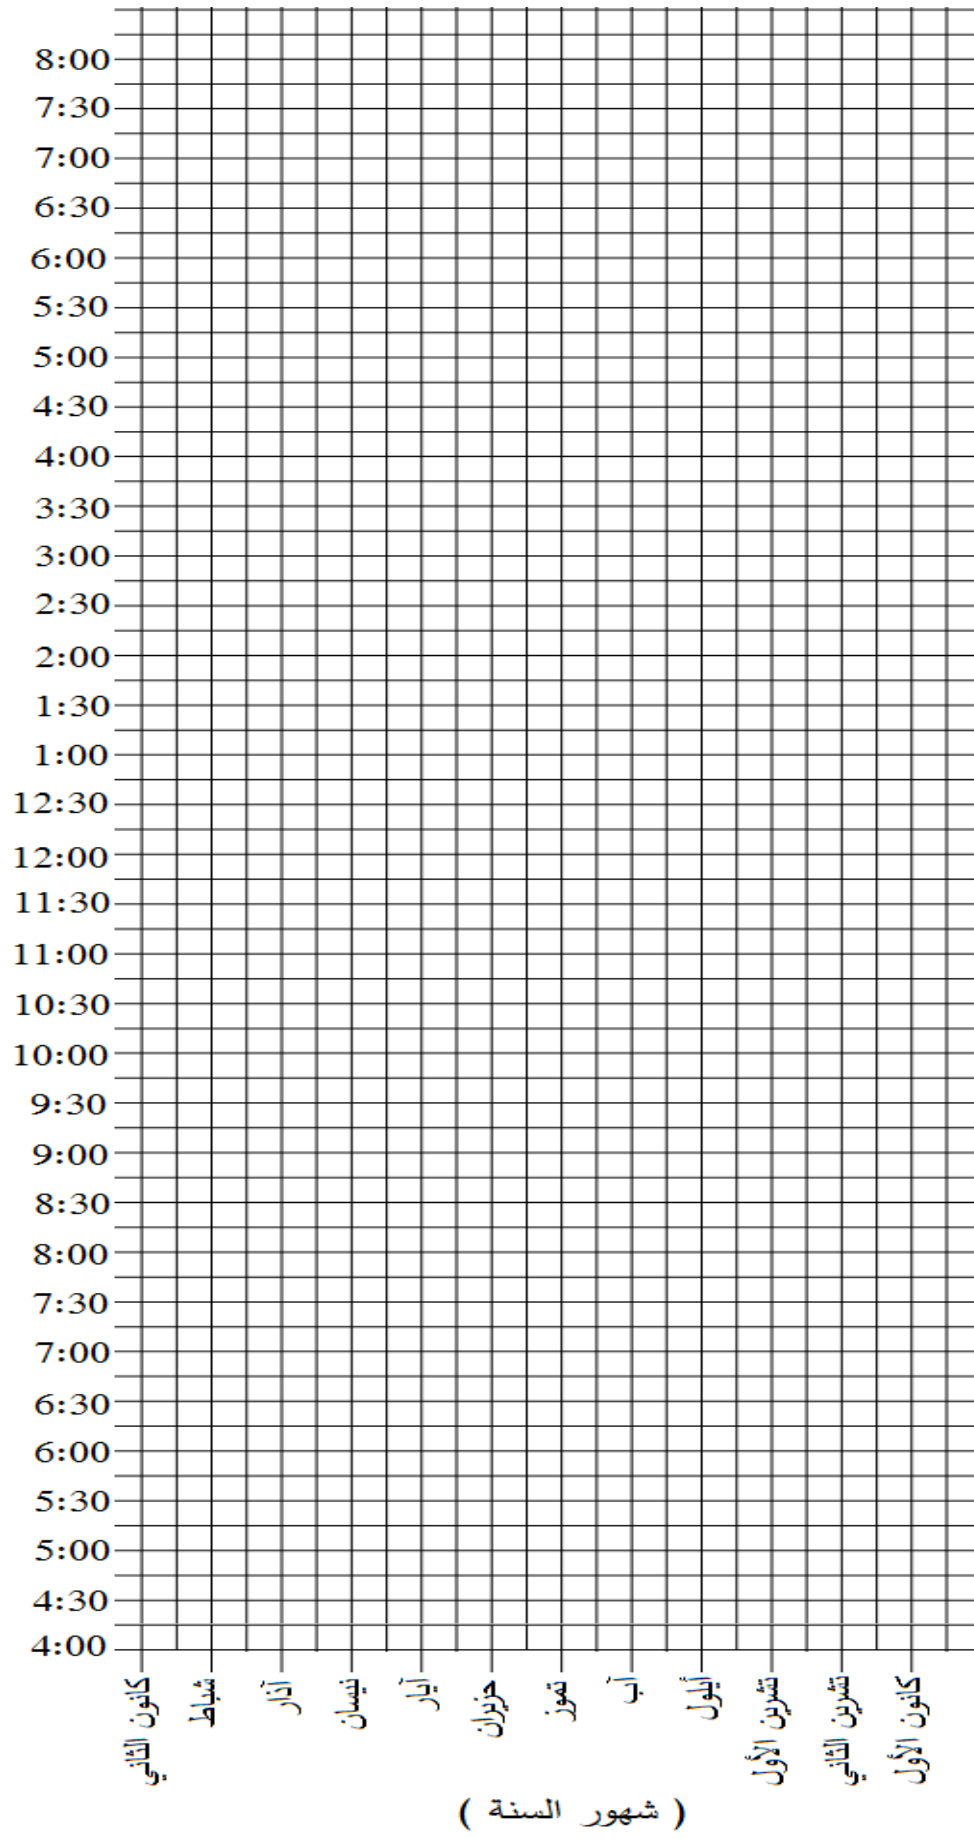 8:00
7:30
7:00
6:30
6:00
5:30
5:00
4:30
4:00
3:30
3:00
2:30
2:00
1:30
1:00
12:30
12:00
11:30
11:00
10:30
10:00
9:30
9:00
8:30
8:00
7:30
7:00
6:30
6:00
5:30
5:00
4:30
4:00
كانون الثاني
شباط
آذار
نيسان
آيار
حزيران
تموز
آب
أيلول
تشرين الأول
تشرين الثاني
كانون الأول
( شهور السنة )